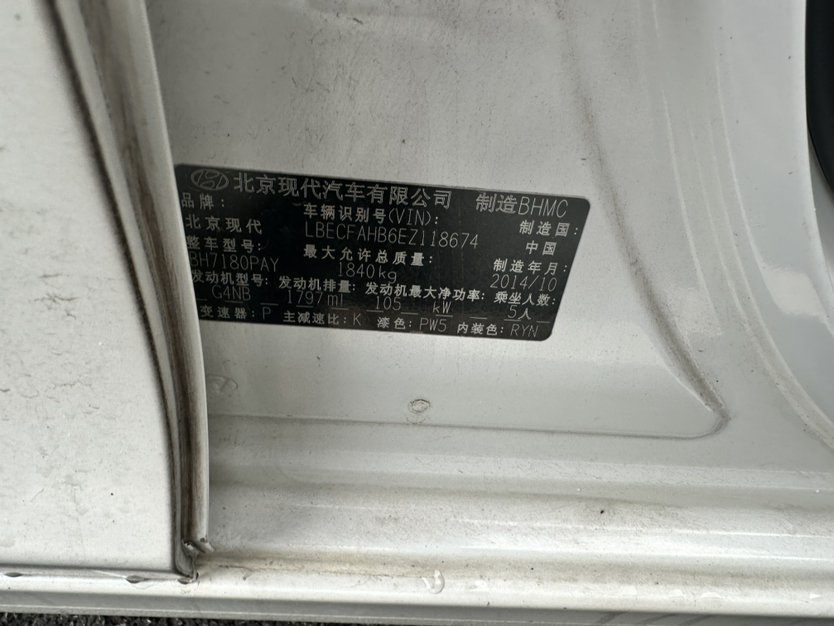 北京现代汽车有限公司 制造BHMC
品牌: 车辆识别号(VIN): 制造国:
北京现代 LBECFAHB6EZ118674 中国
整车型号: 最大允许总质量: 制造年月:
BH7180PAY 1840kg 2014/10
发动机型号: 发动机排量: 发动机最大净功率: 乘坐人数:
G4NB 1797ml 105 kW 5人
变速器: P 主减速比: K 漆色: PW5 内装色: RYN